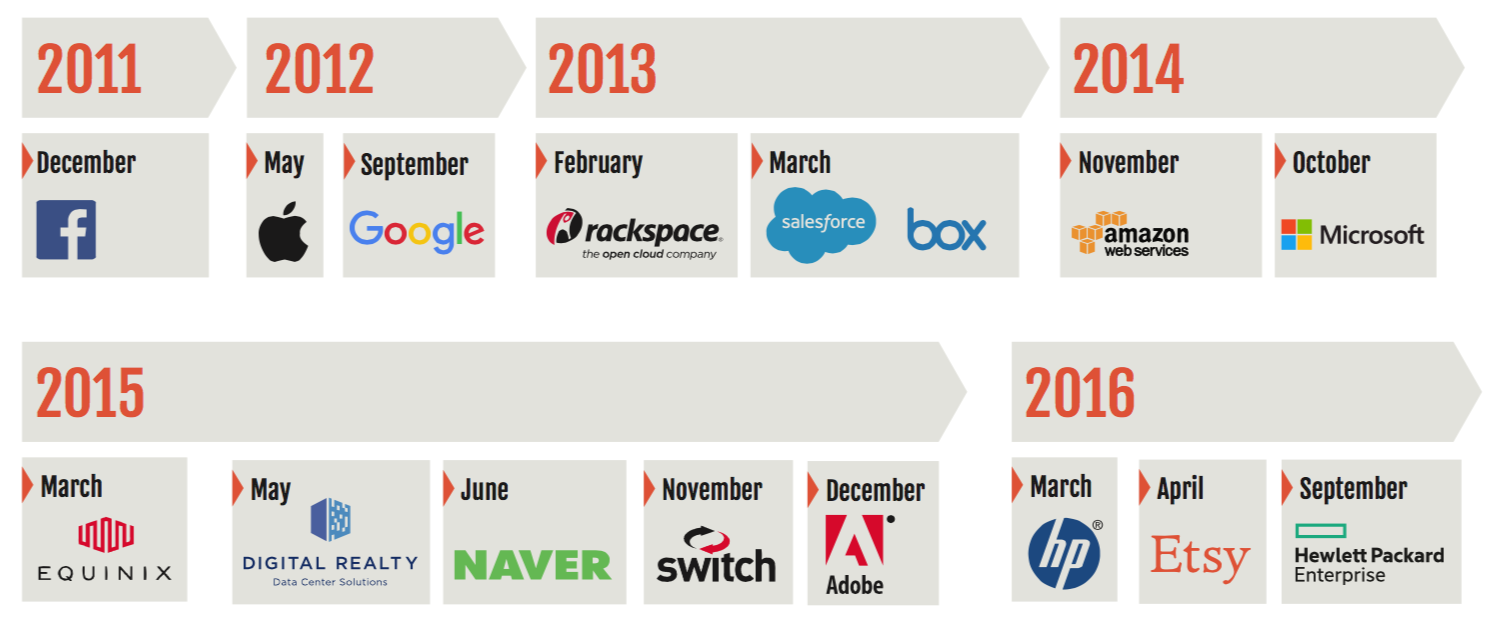 2011
2012
2013
2014
December
May
September
February
March
November
October
f
Google
rackspace®
the open cloud company
salesforce
box
amazon
web services
Microsoft
2015
2016
March
May
June
November
December
March
April
September
EQUINIX
DIGITAL REALTY
Data Center Solutions
NAVER
switch
Adobe
hp®
Etsy
Hewlett Packard
Enterprise